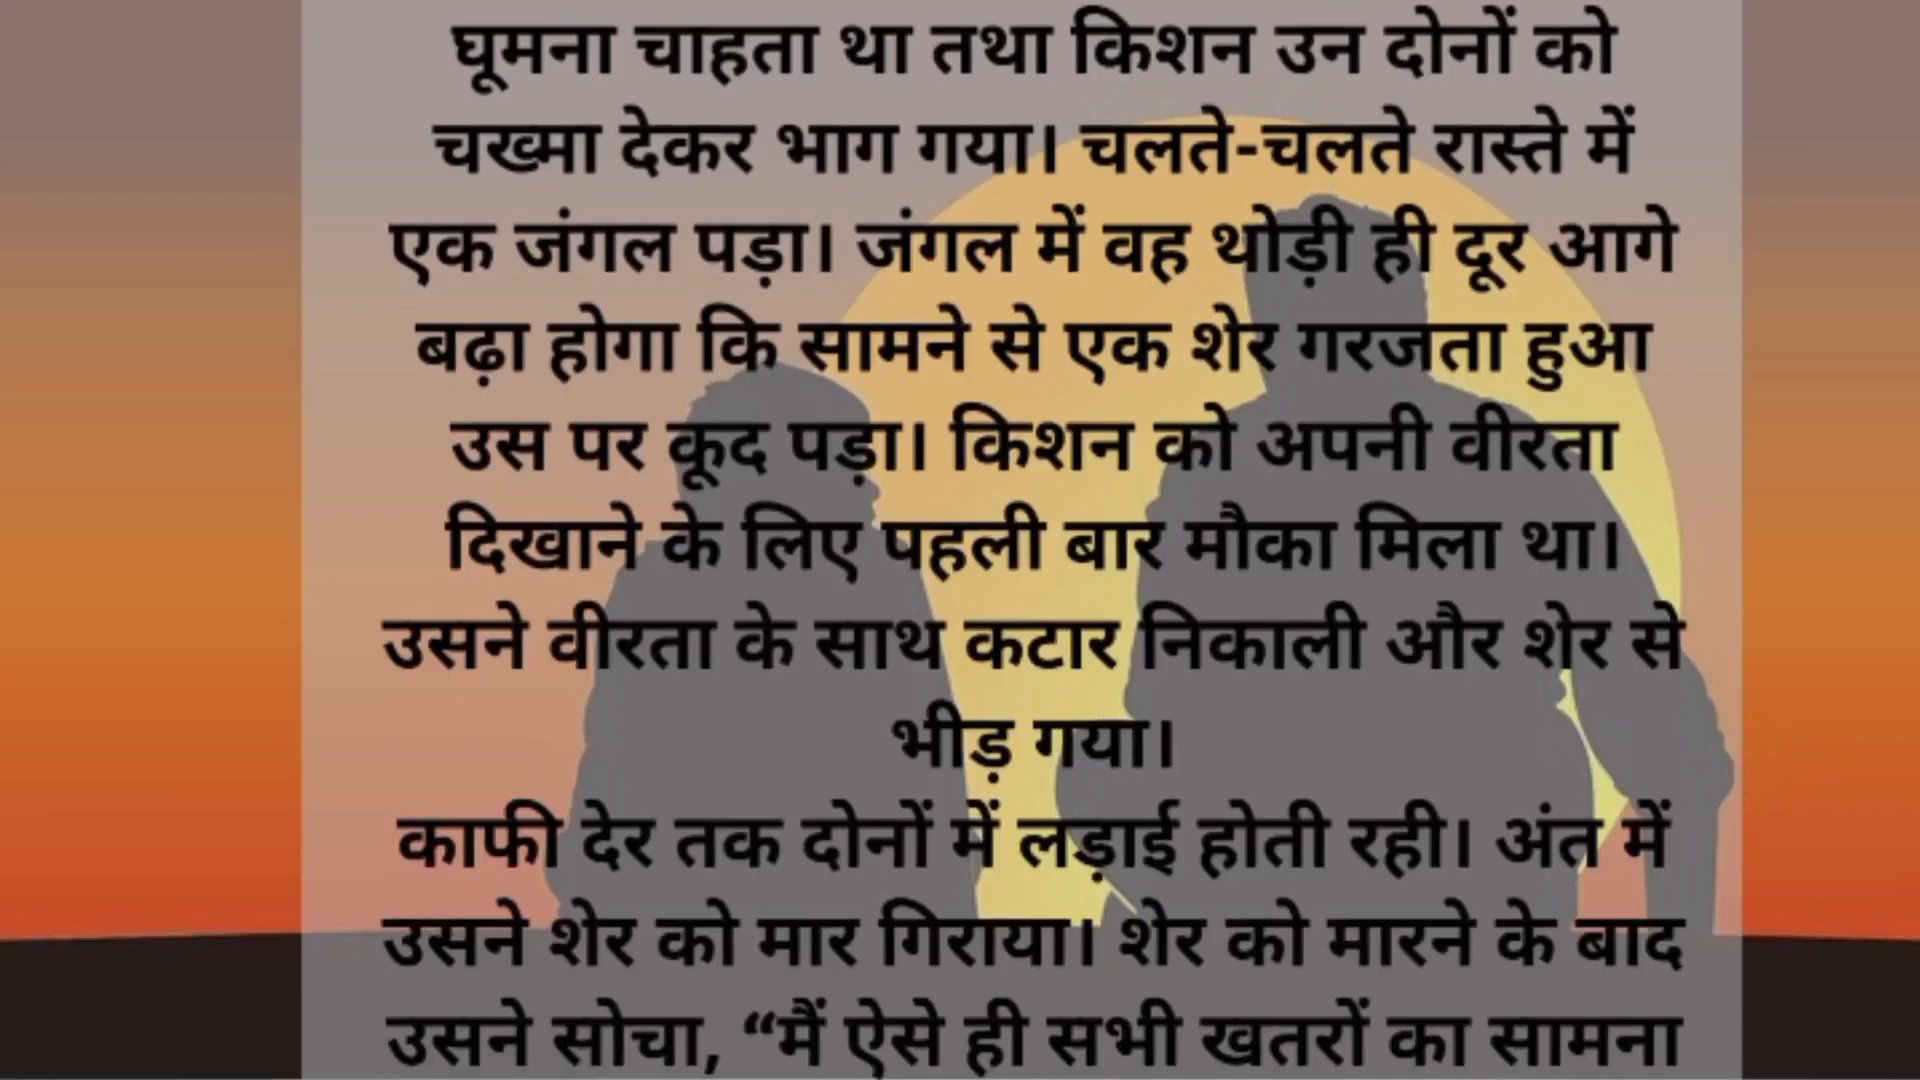 घूमना चाहता था तथा किशन उन दोनों को
चख्मा देकर भाग गया। चलते-चलते रास्ते में
एक जंगल पड़ा। जंगल में वह थोड़ी ही दूर आगे
बढ़ा होगा कि सामने से एक शेर गरजता हुआ
उस पर कूद पड़ा। किशन को अपनी वीरता
दिखाने के लिए पहली बार मौका मिला था।
उसने वीरता के साथ कटार निकाली और शेर से
भीड़ गया।
काफी देर तक दोनों में लड़ाई होती रही। अंत में
उसने शेर को मार गिराया। शेर को मारने के बाद
उसने सोचा, “मैं ऐसे ही सभी खतरों का सामना